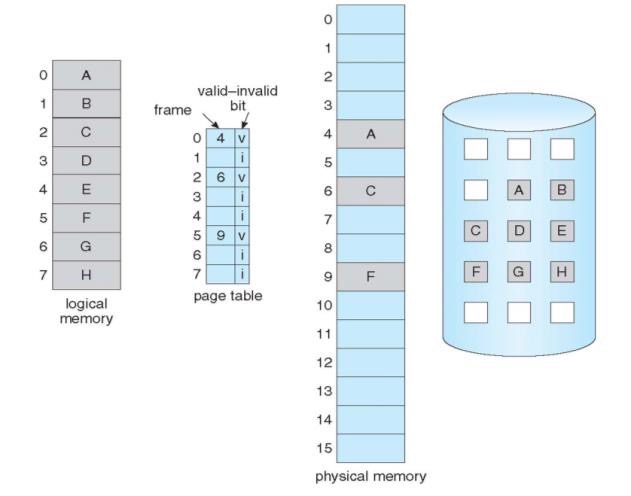 0 A
1 B
2 C
3 D
4 E
5 F
6 G
7 H
logical
memory
valid–invalid
bit
frame
0 4 v
1 i
2 6 v
3 i
4 i
5 9 v
6 i
7 i
page table
0
1
2
3
4 A
5
6 C
7
8
9 F
10
11
12
13
14
15
physical memory
A B
C D E
F G H